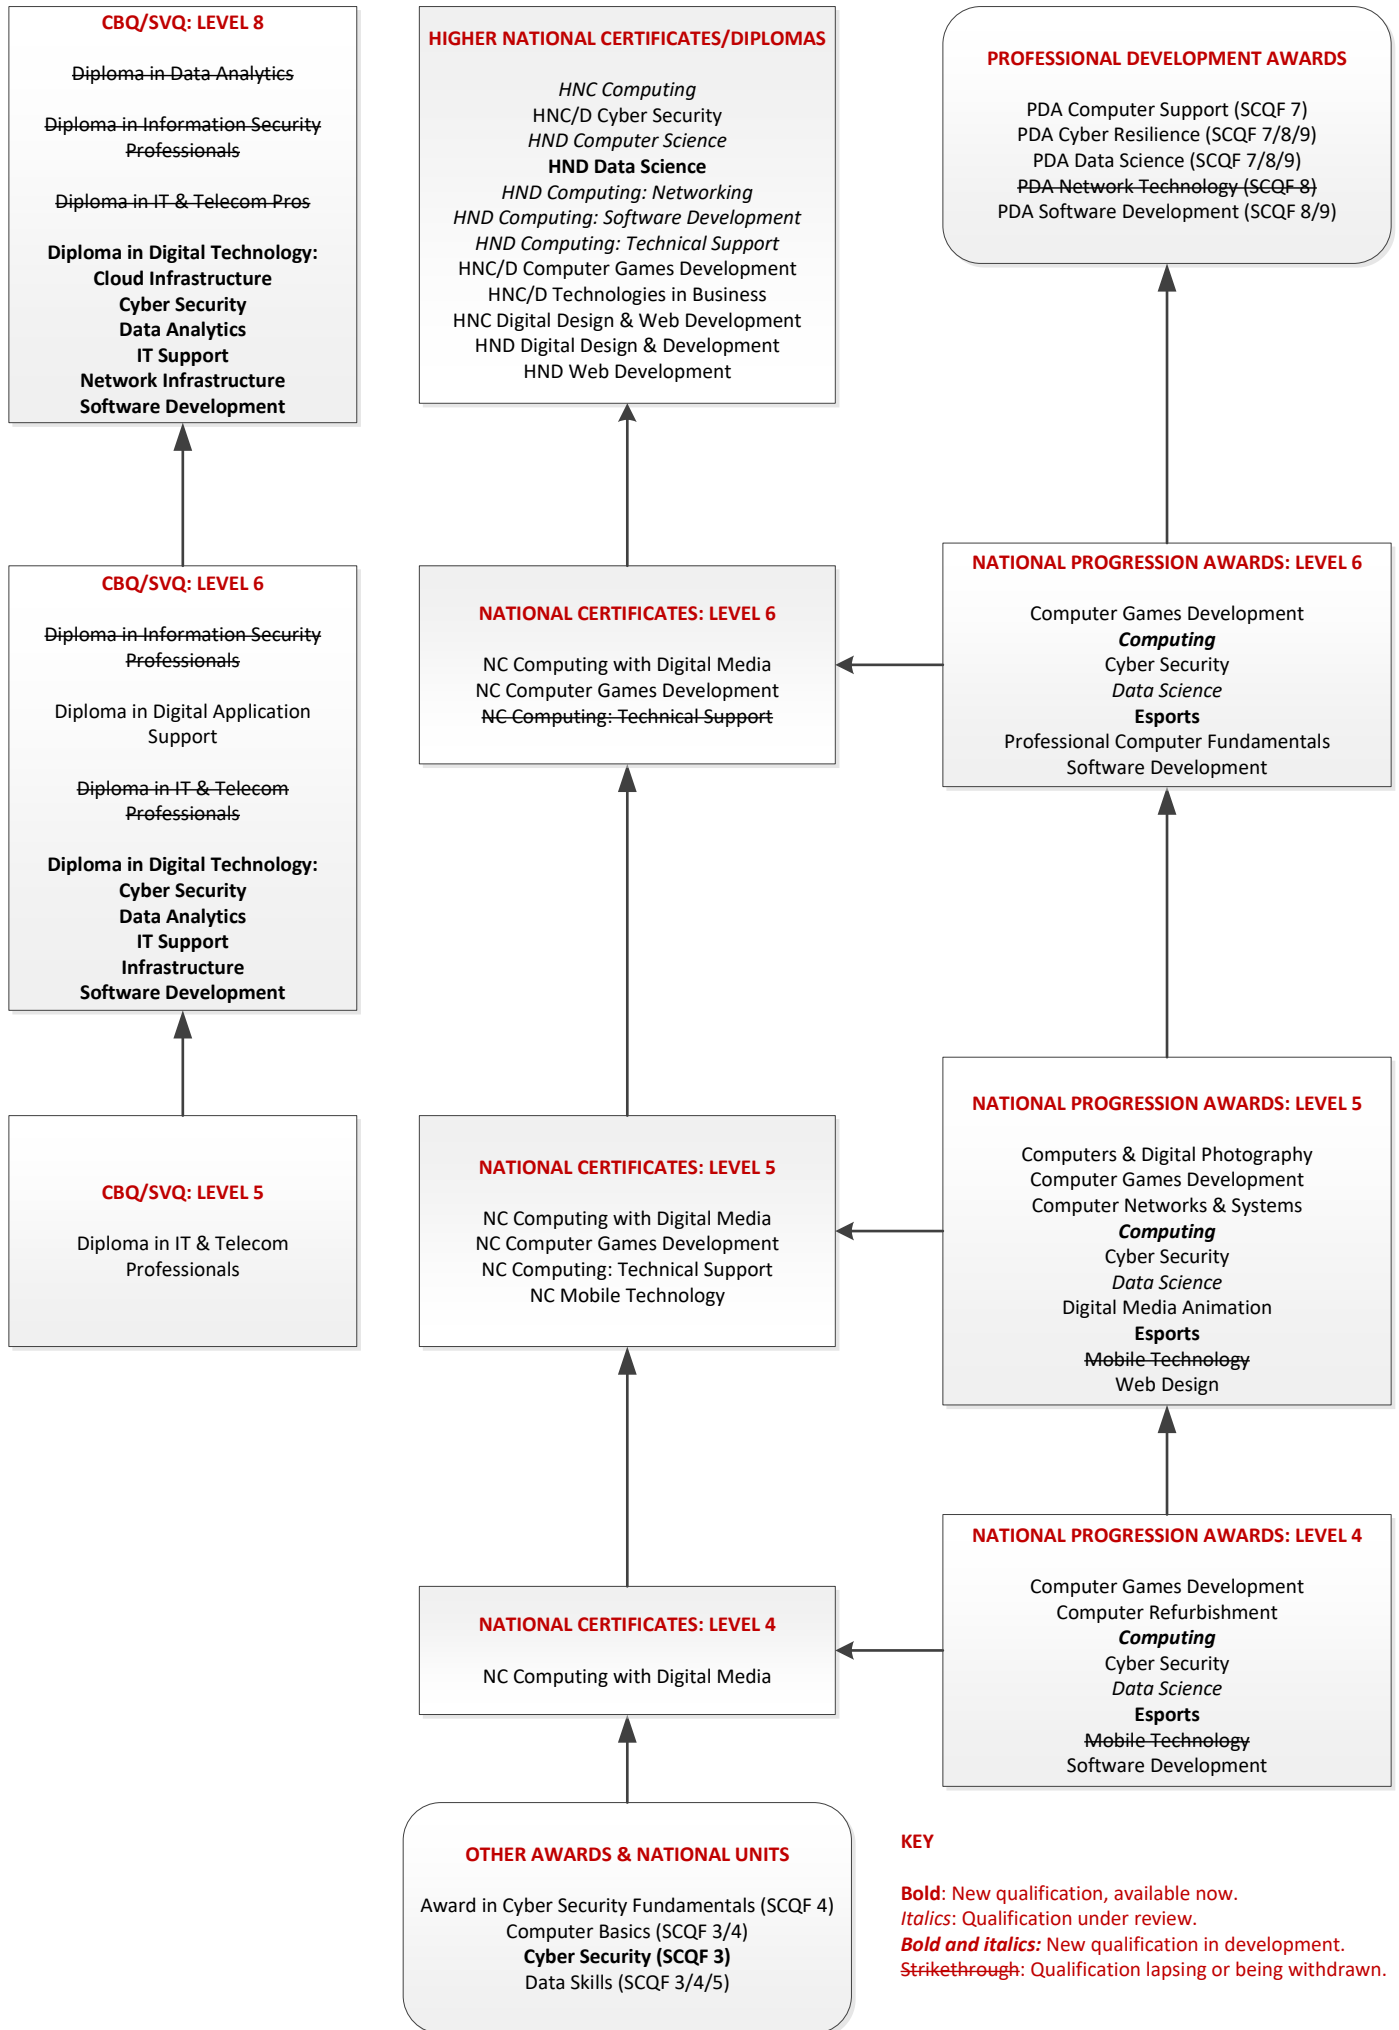 CBQ/SVQ: LEVEL 8
Diploma in Data Analytics
Diploma in Information Security
Professionals
Diploma in IT & Telecom Pros
Diploma in Digital Technology:
Cloud Infrastructure
Cyber Security
Data Analytics
IT Support
Network Infrastructure
Software Development
HIGHER NATIONAL CERTIFICATES/DIPLOMAS
HNC Computing
HNC/D Cyber Security
HND Computer Science
HND Data Science
HND Computing: Networking
HND Computing: Software Development
HND Computing: Technical Support
HNC/D Computer Games Development
HNC/D Technologies in Business
HNC Digital Design & Web Development
HND Digital Design & Development
HND Web Development
PROFESSIONAL DEVELOPMENT AWARDS
PDA Computer Support (SCQF 7)
PDA Cyber Resilience (SCQF 7/8/9)
PDA Data Science (SCQF 7/8/9)
PDA Network Technology (SCQF 8)
PDA Software Development (SCQF 8/9)
CBQ/SVQ: LEVEL 6
Diploma in Information Security
Professionals
Diploma in Digital Application
Support
Diploma in IT & Telecom
Professionals
Diploma in Digital Technology:
Cyber Security
Data Analytics
IT Support
Infrastructure
Software Development
NATIONAL CERTIFICATES: LEVEL 6
NC Computing with Digital Media
NC Computer Games Development
NC Computing: Technical Support
NATIONAL PROGRESSION AWARDS: LEVEL 6
Computer Games Development
Computing
Cyber Security
Data Science
Esports
Professional Computer Fundamentals
Software Development
CBQ/SVQ: LEVEL 5
Diploma in IT & Telecom
Professionals
NATIONAL CERTIFICATES: LEVEL 5
NC Computing with Digital Media
NC Computer Games Development
NC Computing: Technical Support
NC Mobile Technology
NATIONAL PROGRESSION AWARDS: LEVEL 5
Computers & Digital Photography
Computer Games Development
Computer Networks & Systems
Computing
Cyber Security
Data Science
Digital Media Animation
Esports
Mobile Technology
Web Design
NATIONAL CERTIFICATES: LEVEL 4
NC Computing with Digital Media
NATIONAL PROGRESSION AWARDS: LEVEL 4
Computer Games Development
Computer Refurbishment
Computing
Cyber Security
Data Science
Esports
Mobile Technology
Software Development
OTHER AWARDS & NATIONAL UNITS
Award in Cyber Security Fundamentals (SCQF 4)
Computer Basics (SCQF 3/4)
Cyber Security (SCQF 3)
Data Skills (SCQF 3/4/5)
KEY
Bold: New qualification, available now.
Italics: Qualification under review.
Bold and italics: New qualification in development.
Strikethrough: Qualification lapsing or being withdrawn.